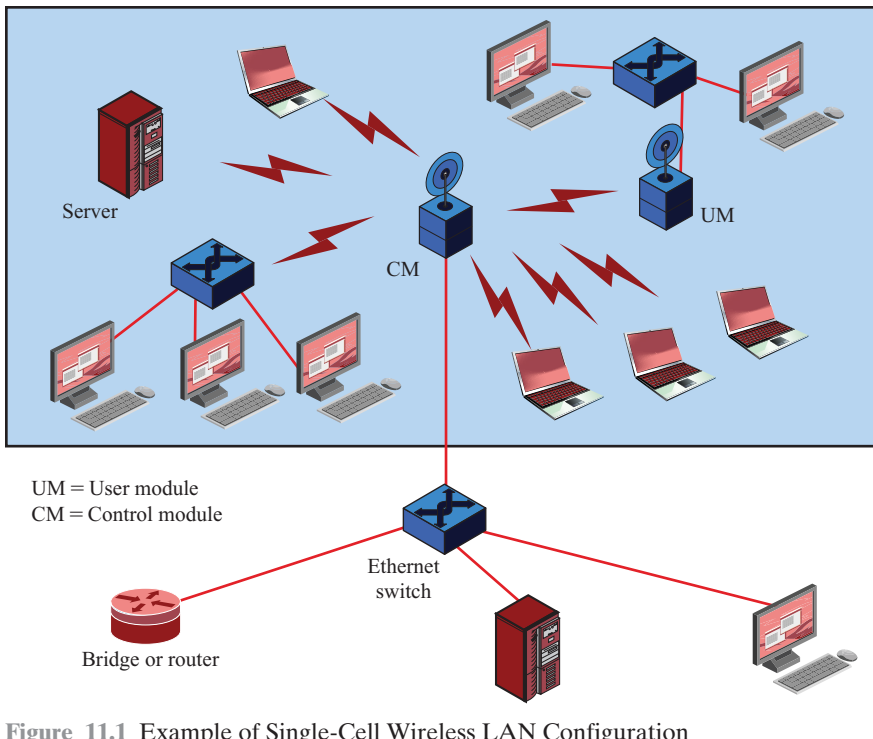 Server
CM
UM
UM = User module
CM = Control module
Ethernet
switch
Bridge or router
Figure 11.1 Example of Single-Cell Wireless LAN Configuration